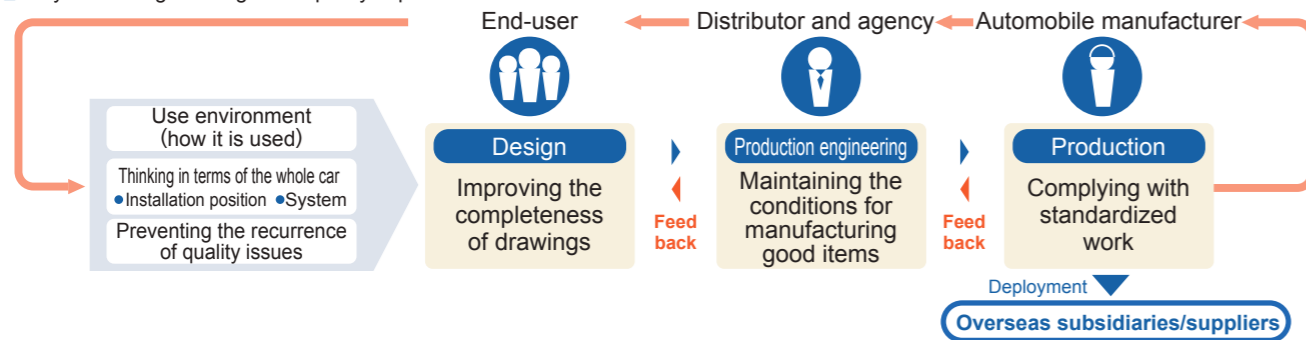 End-user
Distributor and agency
Automobile manufacturer
Use environment
(how it is used)
Thinking in terms of the whole car
●Installation position ●System
Preventing the recurrence
of quality issues
Design
Improving the
completeness
of drawings
Feed
back
Production engineering
Maintaining the
conditions for
manufacturing
good items
Feed
back
Production
Complying with
standardized
work
Deployment
Overseas subsidiaries/suppliers